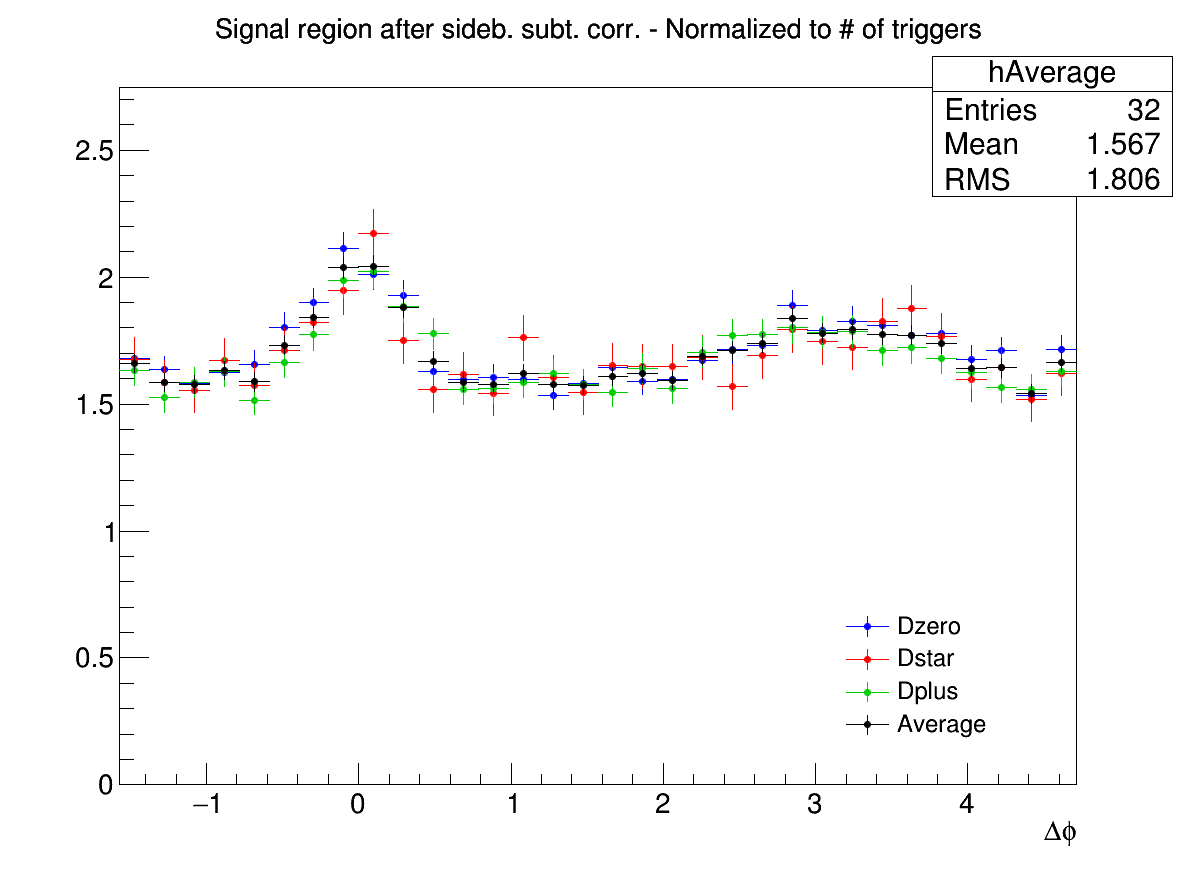 Signal region after sideb. subt. corr. - Normalized to # of triggers
hAverage
Entries 32
Mean 1.567
RMS 1.806
2.5
2
1.5
1
0.5
0
Dzero
Dstar
Dplus
Average
−1 0 1 2 3 4
Δϕ